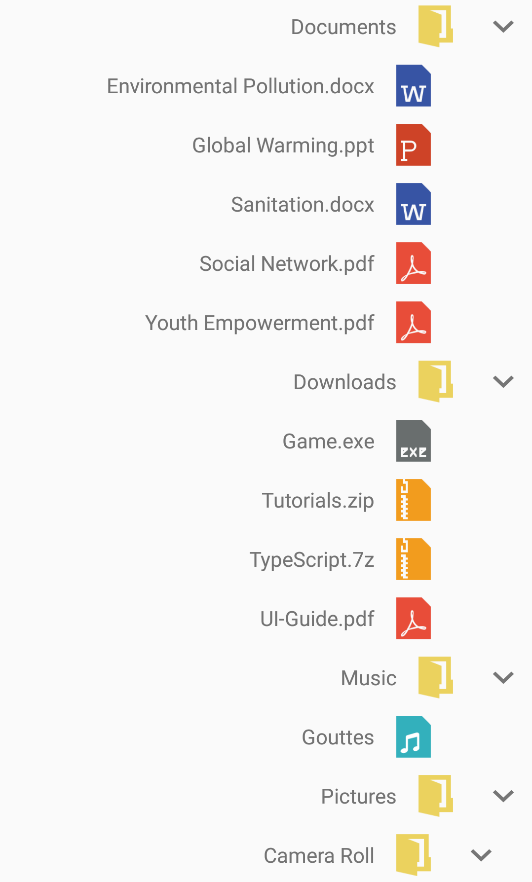 Documents
Environmental Pollution.docx
Global Warming.ppt
Sanitation.docx
Social Network.pdf
Youth Empowerment.pdf
Downloads
Game.exe
Tutorials.zip
TypeScript.7z
UI-Guide.pdf
Music
Gouttes
Pictures
Camera Roll